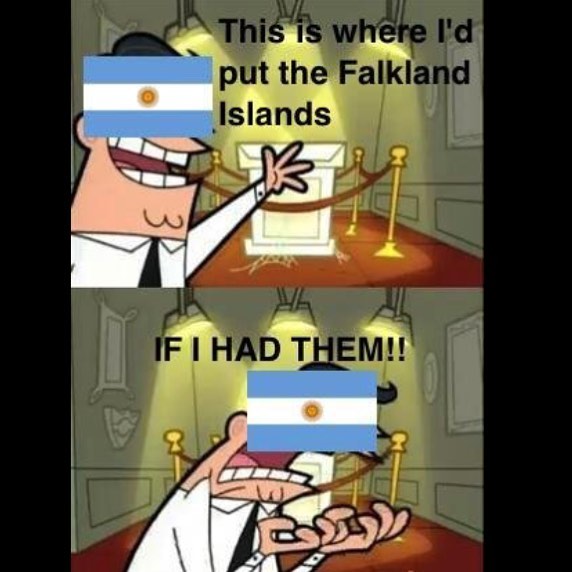 This is where I'd
put the Falkland
Islands
IF I HAD THEM!!